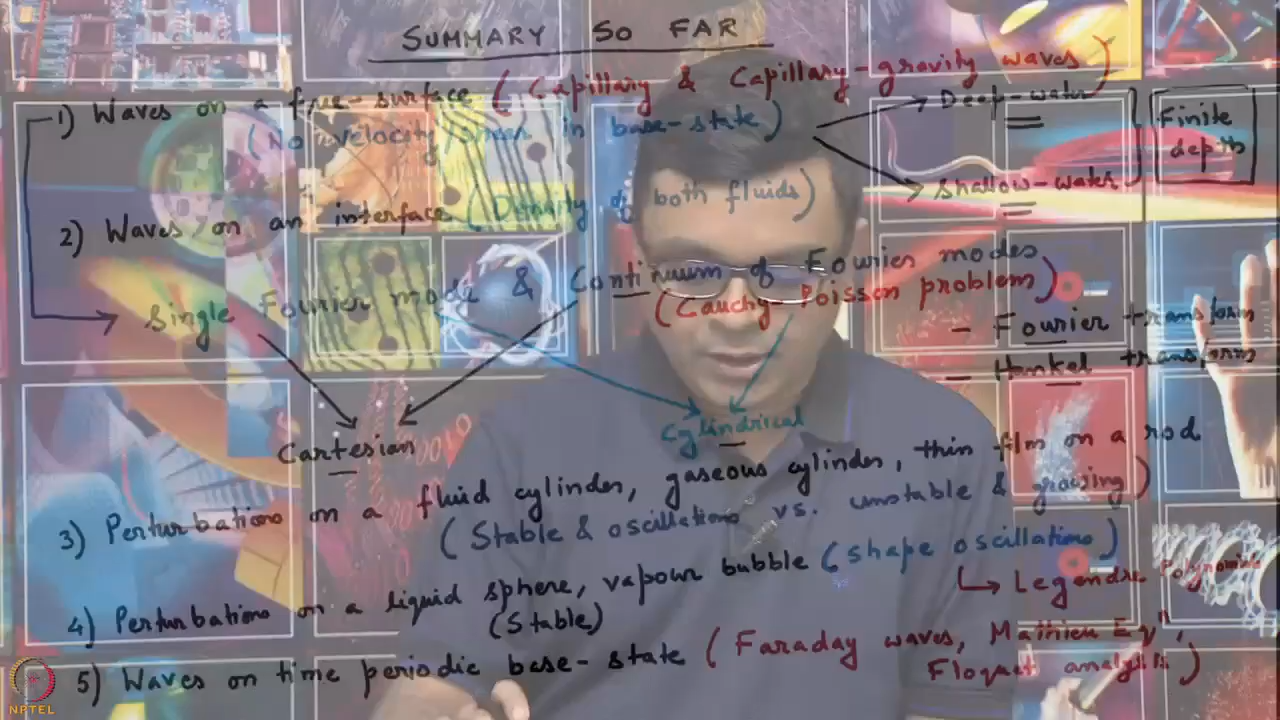 SUMMARY SO FAR
1) Waves on a free-surface (Capillary & Capillary-gravity waves)
(No velocity/shear in base-state)
Deep-water
Shallow-water
Finite depth
2) Waves on an interface (Density of both fluids)
Single Fourier mode & Continuum of Fourier modes
(Cauchy-Poisson problem)
- Fourier transform
- Hankel transform
Cartesian
Cylindrical
3) Perturbations on a fluid cylinder, gaseous cylinder, thin film on a rod
(Stable & oscillations vs. unstable & growing)
4) Perturbations on a liquid sphere, vapour bubble (shape oscillations)
(Stable)
Legendre Polynomials
5) Waves on time periodic base-state (Faraday waves, Mathieu Eqn,
Floquet analysis)
NPTEL